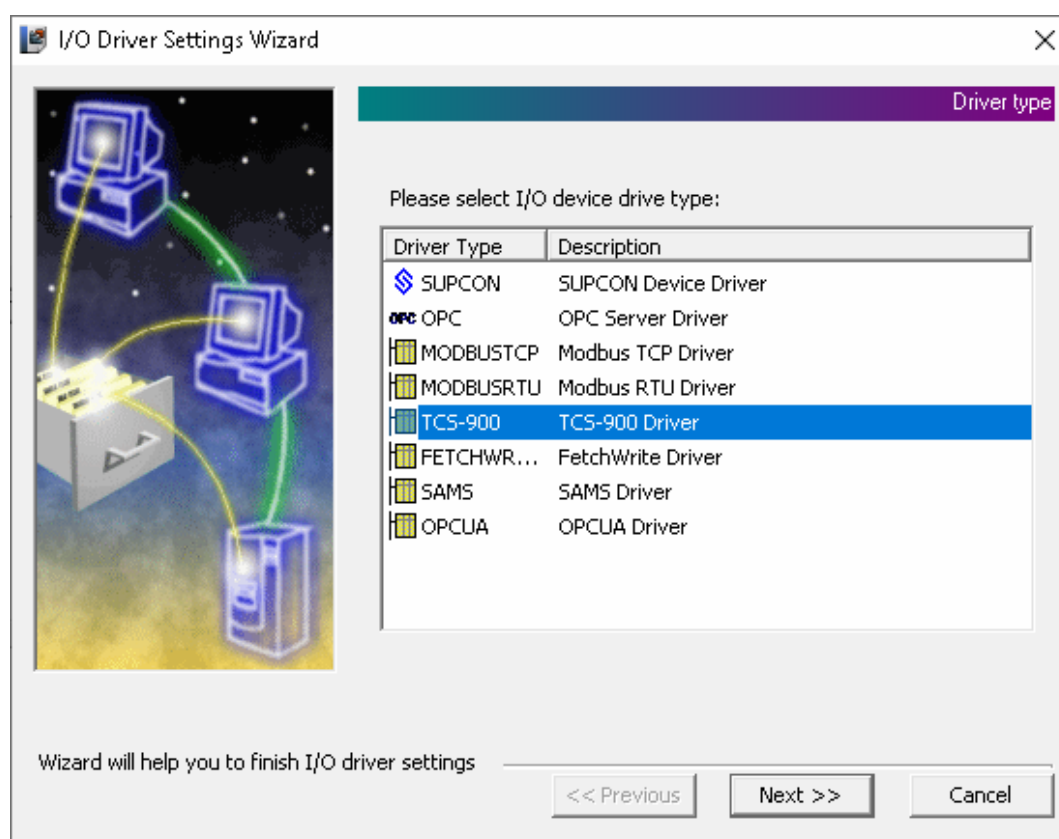 I/O Driver Settings Wizard
Driver type
Please select I/O device drive type:
Driver Type Description
SUPCON SUPCON Device Driver
OPC OPC OPC Server Driver
MODBUSTCP Modbus TCP Driver
MODBUSRTU Modbus RTU Driver
TCS-900 TCS-900 Driver
FETCHWR... FetchWrite Driver
SAMS SAMS Driver
OPCUA OPCUA Driver
Wizard will help you to finish I/O driver settings
<< Previous Next >> Cancel